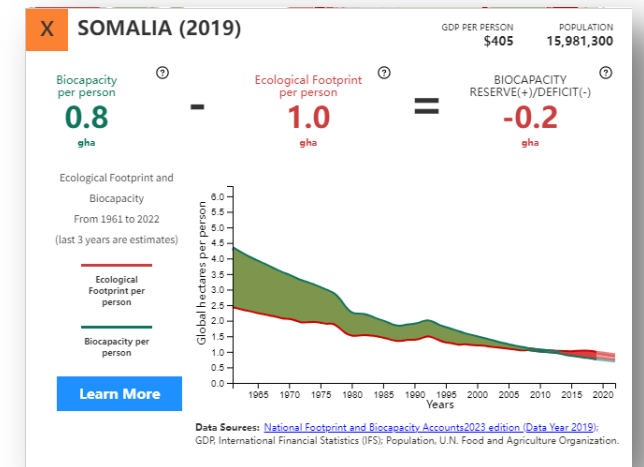 X
SOMALIA (2019)
GDP PER PERSON
$405
POPULATION
15,981,300
Biocapacity
per person
0.8
gha
-
Ecological Footprint
per person
1.0
gha
=
BIOCAPACITY
RESERVE(+)/DEFICIT(-)
-0.2
gha
?
?
?
Ecological Footprint and
Biocapacity
From 1961 to 2022
(last 3 years are estimates)
Ecological
Footprint per
person
Biocapacity per
person
Learn More
Global hectares per person
6.0
5.5
5.0
4.5
4.0
3.5
3.0
2.5
2.0
1.5
1.0
0.5
0.0
1965 1970 1975 1980 1985 1990 1995 2000 2005 2010 2015 2020
Years
Data Sources: National Footprint and Biocapacity Accounts2023 edition (Data Year 2019);
GDP, International Financial Statistics (IFS); Population, U.N. Food and Agriculture Organization.